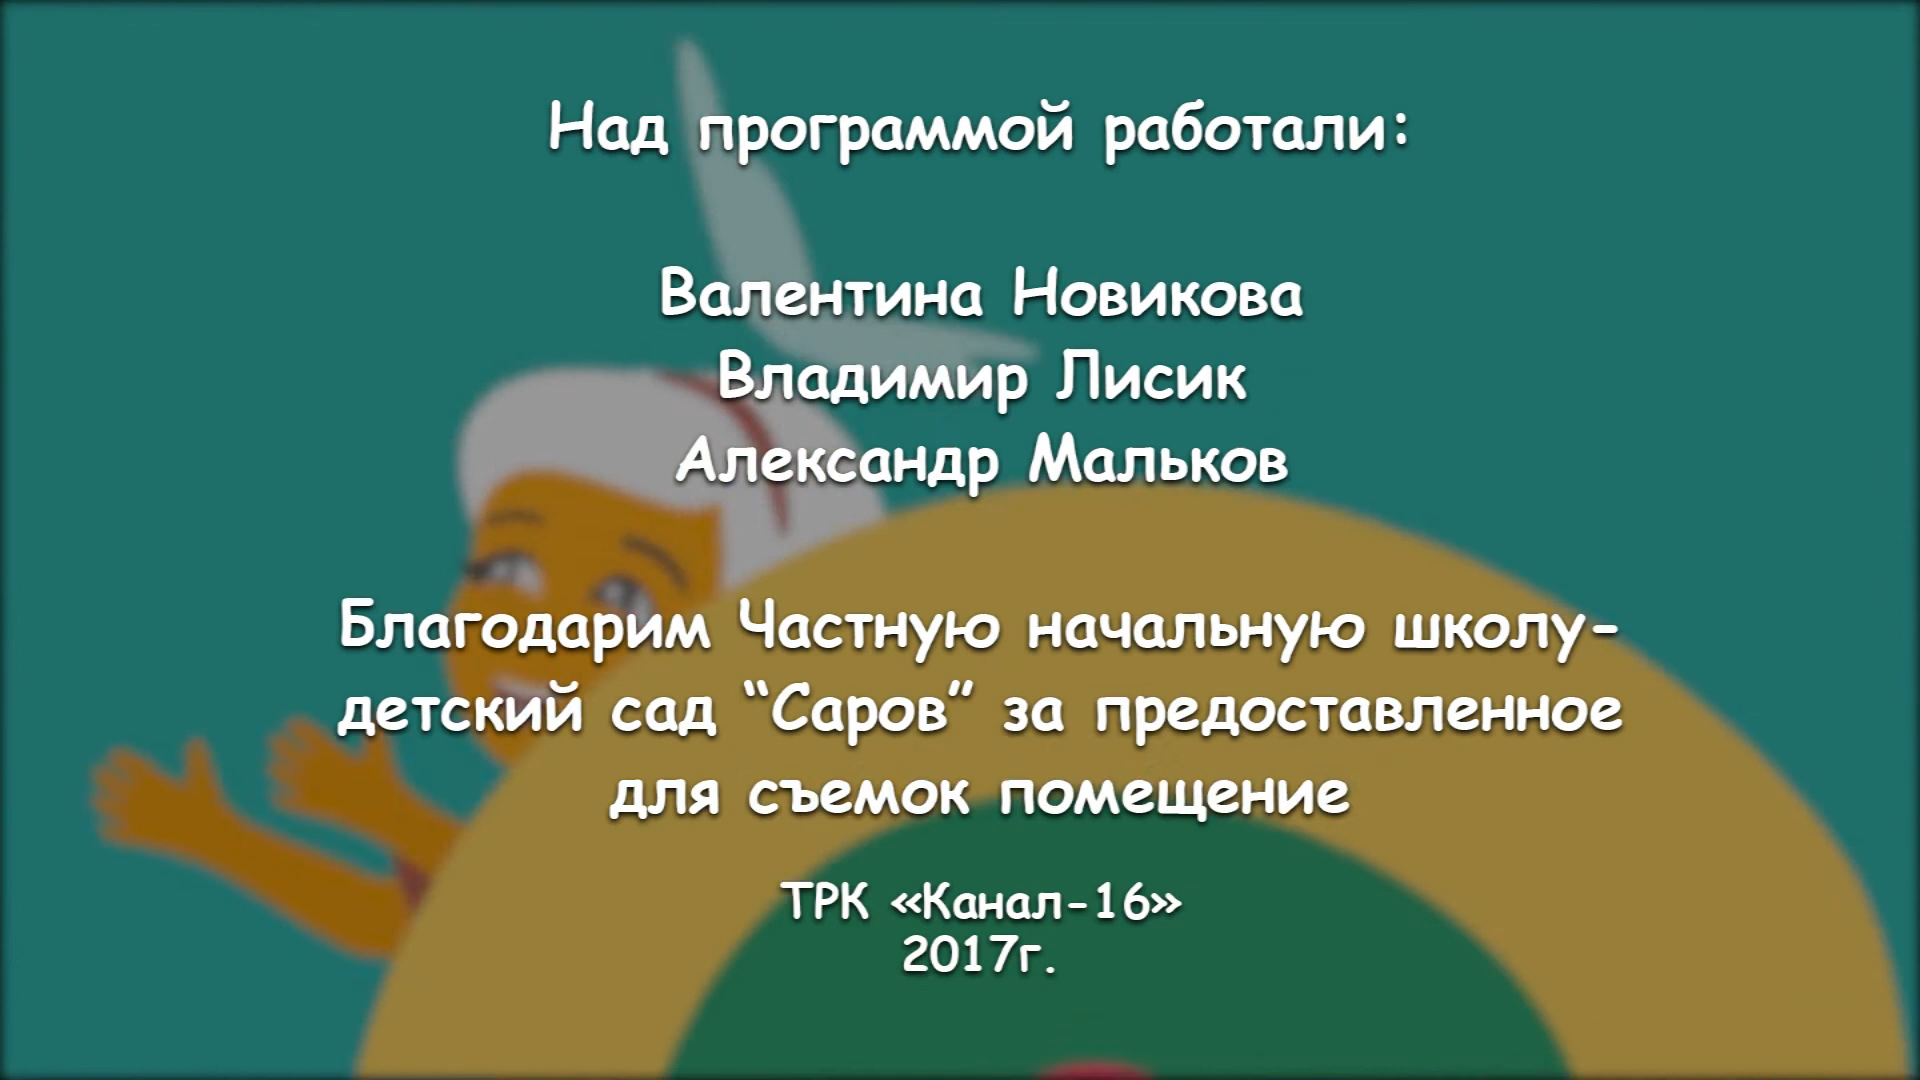 Над программой работали:
Валентина Новикова
Владимир Лисик
Александр Мальков
Благодарим Частную начальную школу-
детский сад “Саров” за предоставленное
для съемок помещение
ТРК «Канал-16»
2017г.